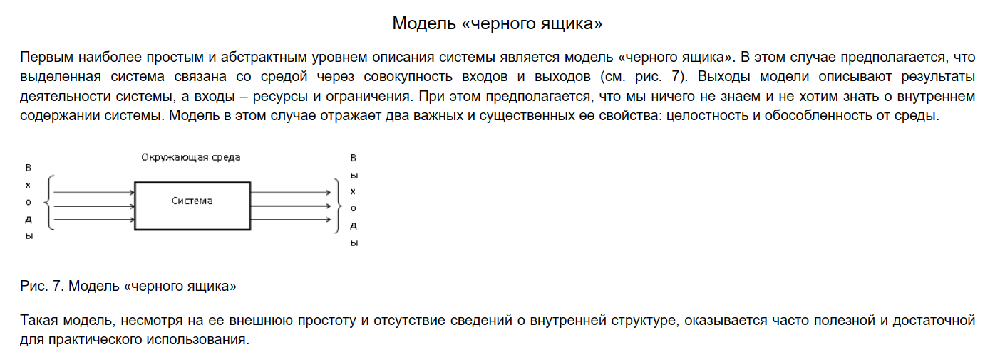 Модель «черного ящика»
Первым наиболее простым и абстрактным уровнем описания системы является модель «черного ящика». В этом случае предполагается, что
выделенная система связана со средой через совокупность входов и выходов (см. рис. 7). Выходы модели описывают результаты
деятельности системы, а входы – ресурсы и ограничения. При этом предполагается, что мы ничего не знаем и не хотим знать о внутреннем
содержании системы. Модель в этом случае отражает два важных и существенных ее свойства: целостность и обособленность от среды.
Окружающая среда
Входы
Система
Выходы
Рис. 7. Модель «черного ящика»
Такая модель, несмотря на ее внешнюю простоту и отсутствие сведений о внутренней структуре, оказывается часто полезной и достаточной
для практического использования.